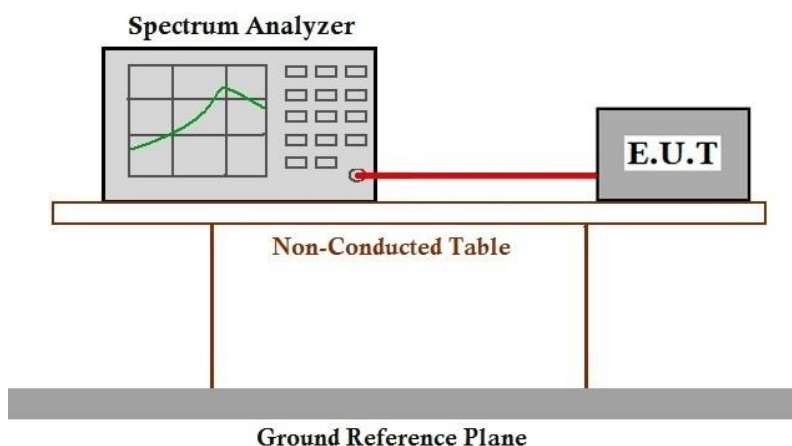 Spectrum Analyzer
E.U.T
Non-Conducted Table
Ground Reference Plane